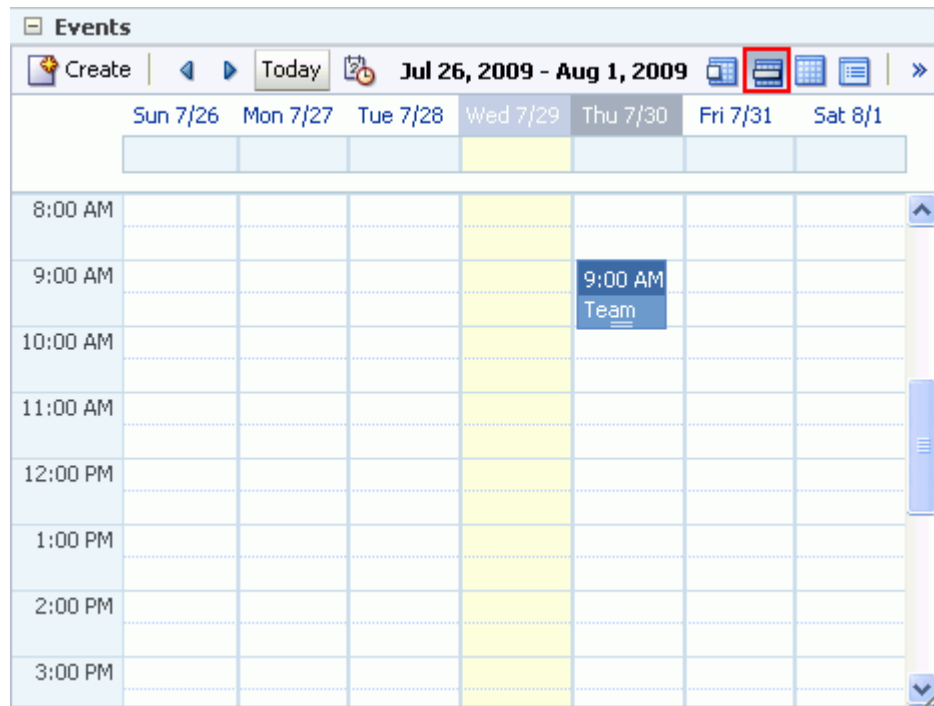 Events
Create Today Jul 26, 2009 - Aug 1, 2009 »
Sun 7/26 Mon 7/27 Tue 7/28 Wed 7/29 Thu 7/30 Fri 7/31 Sat 8/1
8:00 AM
9:00 AM 9:00 AM
Team
10:00 AM
11:00 AM
12:00 PM
1:00 PM
2:00 PM
3:00 PM